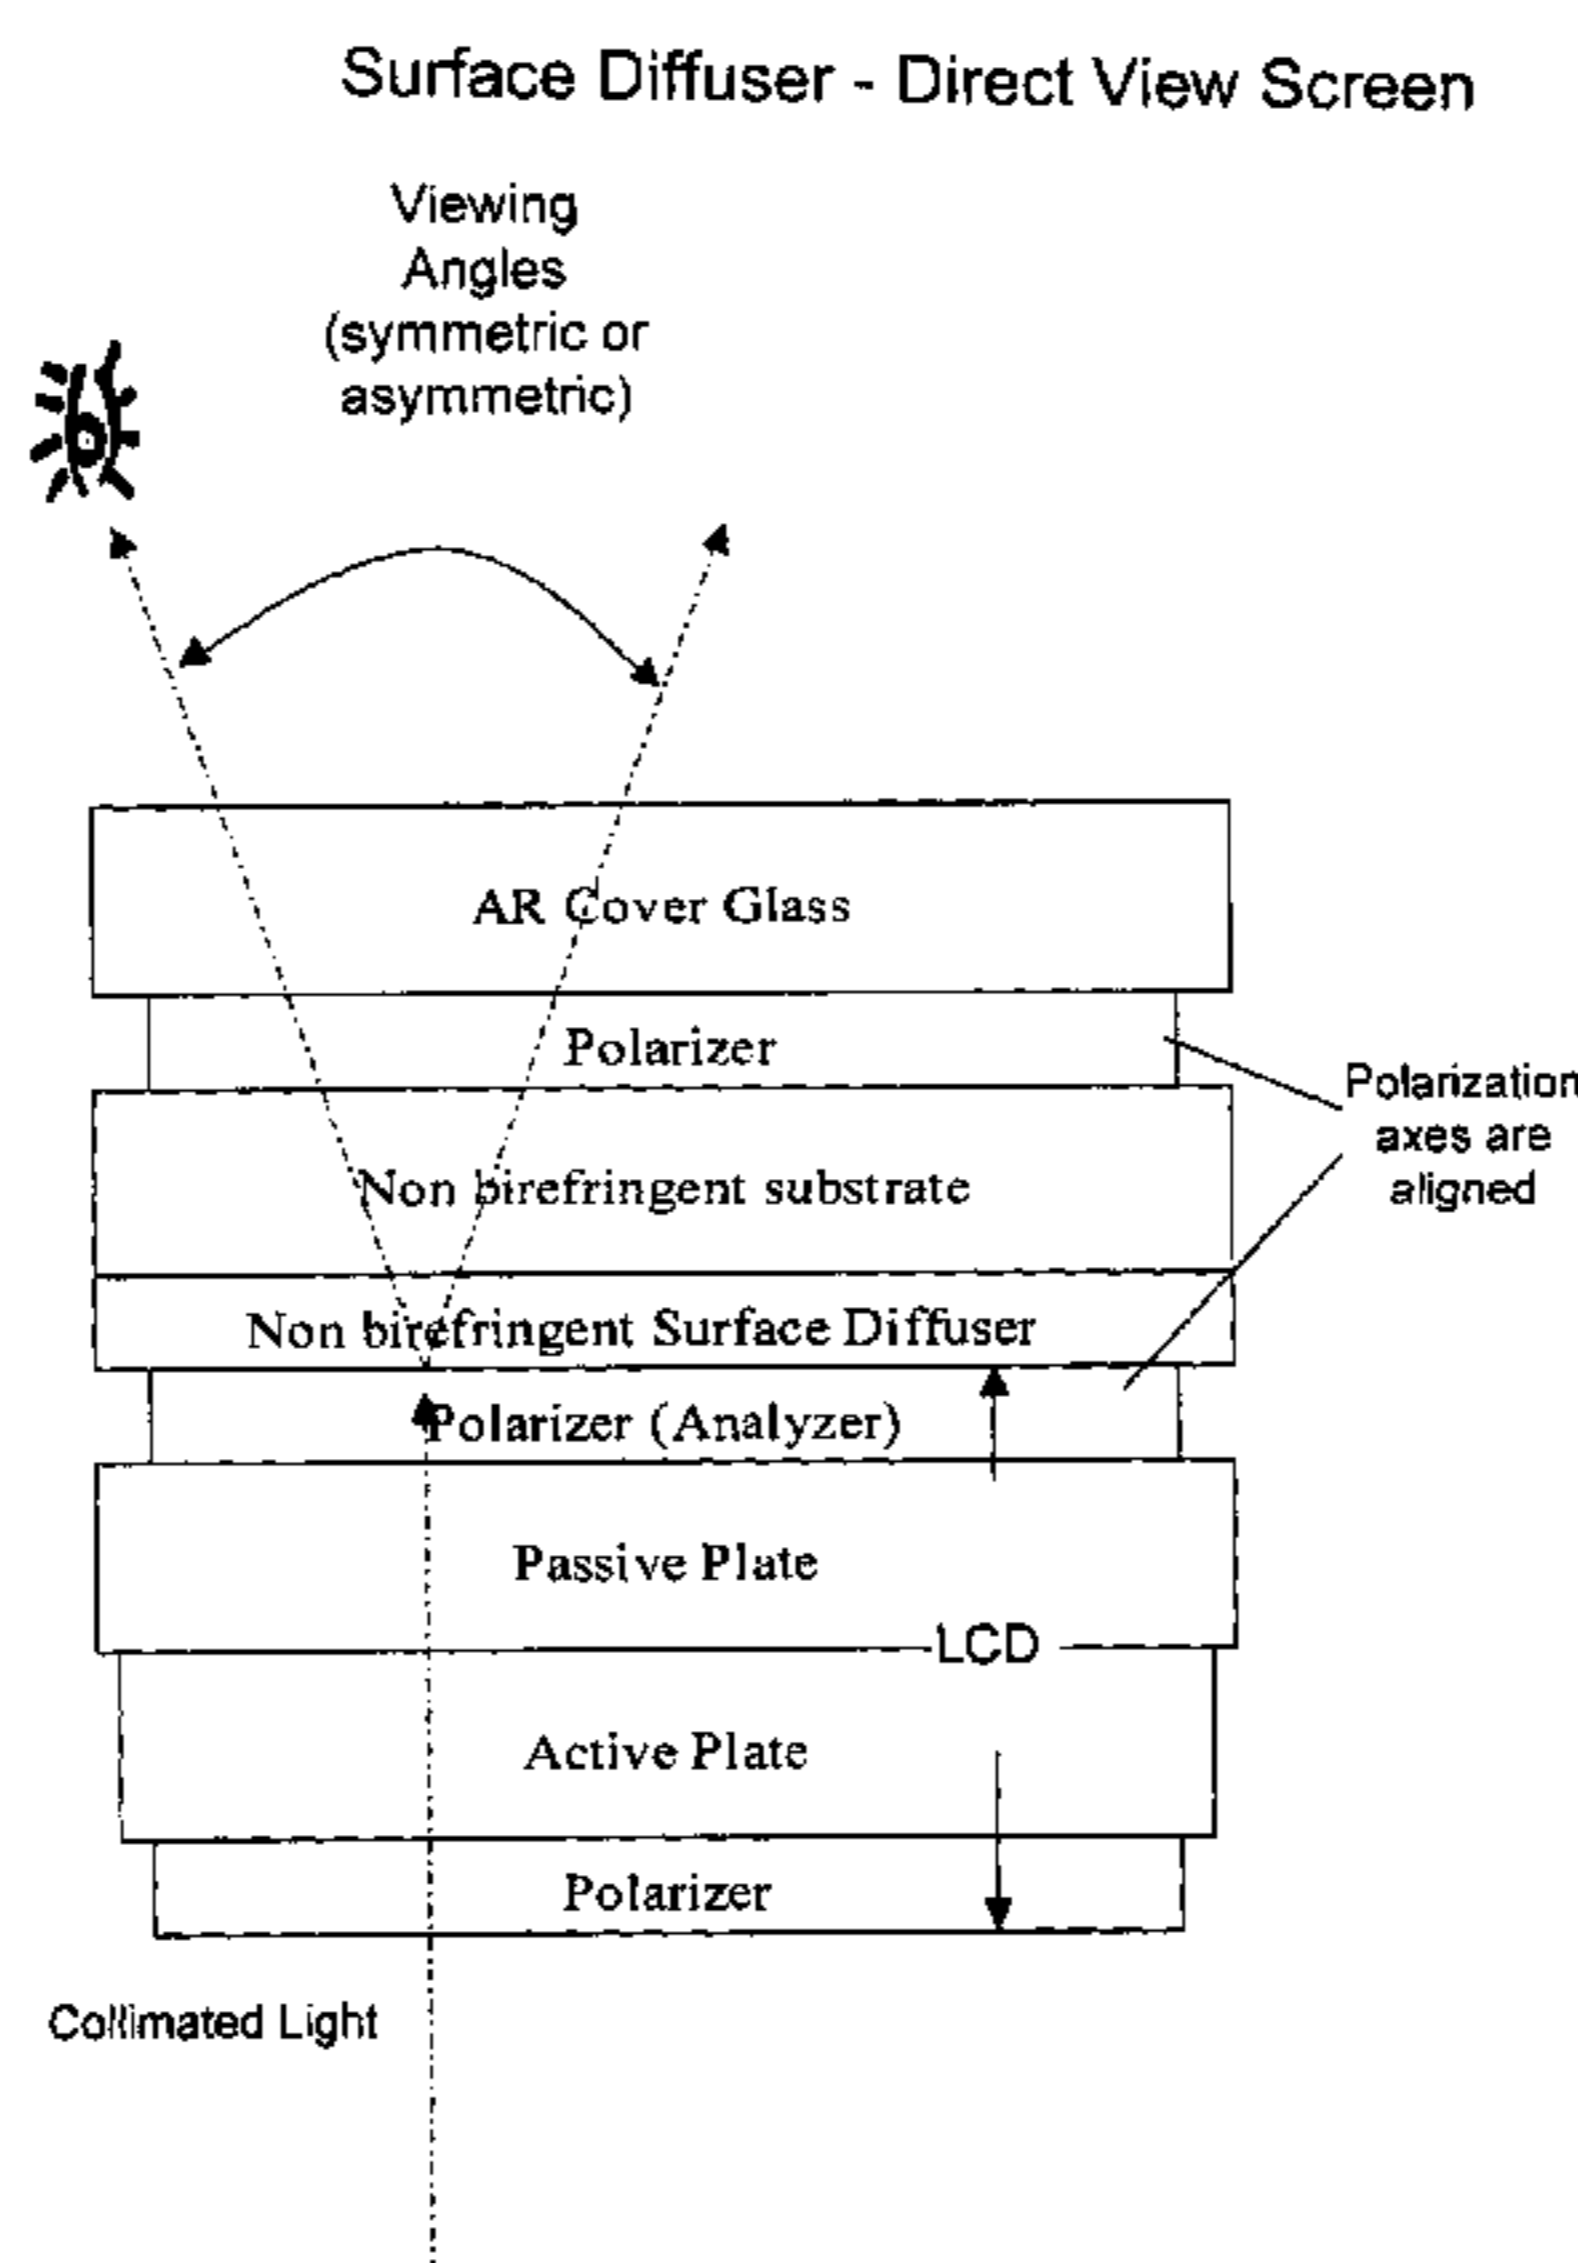 Surface Diffuser - Direct View Screen
Viewing
Angles
(symmetric or
asymmetric)
AR Cover Glass
Polarizer
Polarization
axes are
aligned
Non birefringent substrate
Non birefringent Surface Diffuser
Polarizer (Analyzer)
Passive Plate
LCD
Active Plate
Polarizer
Collimated Light